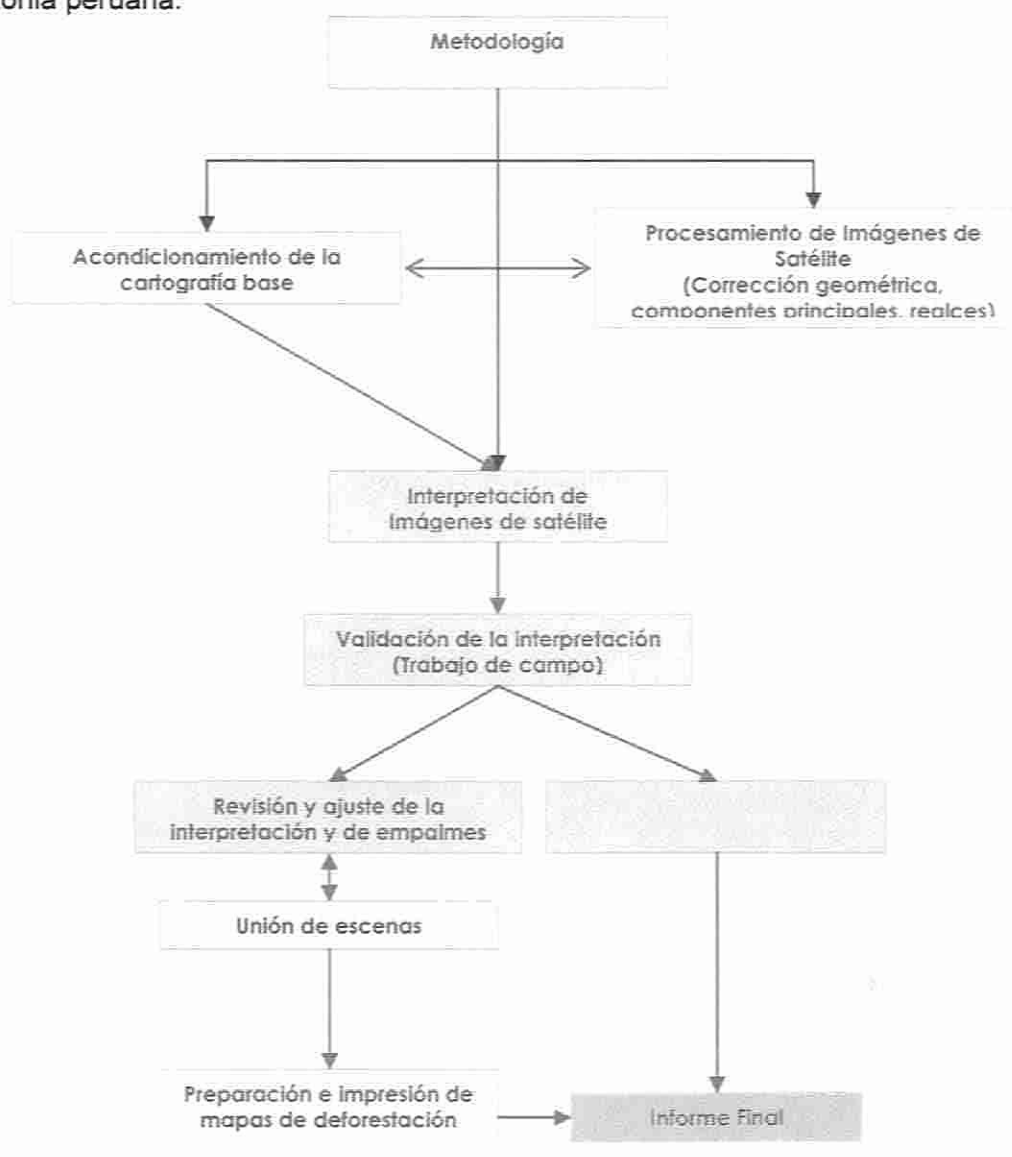 peruana.
Metodología
Acondicionamiento de la
cartografía base
Procesamiento de Imágenes de
Satélite
(Corrección geométrica,
componentes principales, realces)
Interpretación de
Imágenes de satélite
Validación de la interpretación
(Trabajo de campo)
Revisión y ajuste de la
interpretación y de empalmes
Unión de escenas
Preparación e impresión de
mapas de deforestación
Informe Final